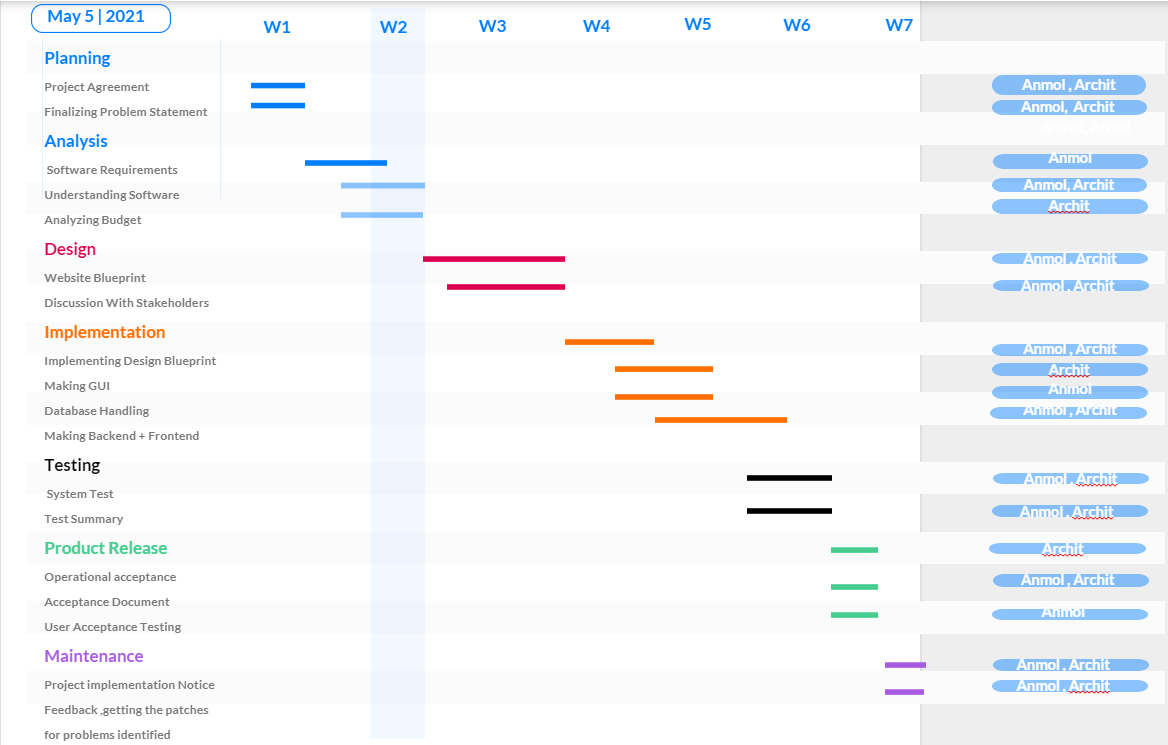 May 5 | 2021
W1 W2 W3 W4 W5 W6 W7
Planning
Project Agreement Anmol , Archit
Finalizing Problem Statement Anmol, Archit
Anmol, Archit
Analysis
Software Requirements Anmol
Understanding Software Anmol, Archit
Analyzing Budget Archit
Design
Website Blueprint Anmol , Archit
Discussion With Stakeholders Anmol , Archit
Implementation
Implementing Design Blueprint Anmol , Archit
Making GUI Archit
Database Handling Anmol
Making Backend + Frontend Anmol , Archit
Testing
System Test Anmol , Archit
Test Summary Anmol , Archit
Product Release
Operational acceptance Archit
Acceptance Document Anmol , Archit
User Acceptance Testing Anmol
Maintenance
Project implementation Notice Anmol , Archit
Feedback ,getting the patches Anmol , Archit
for problems identified